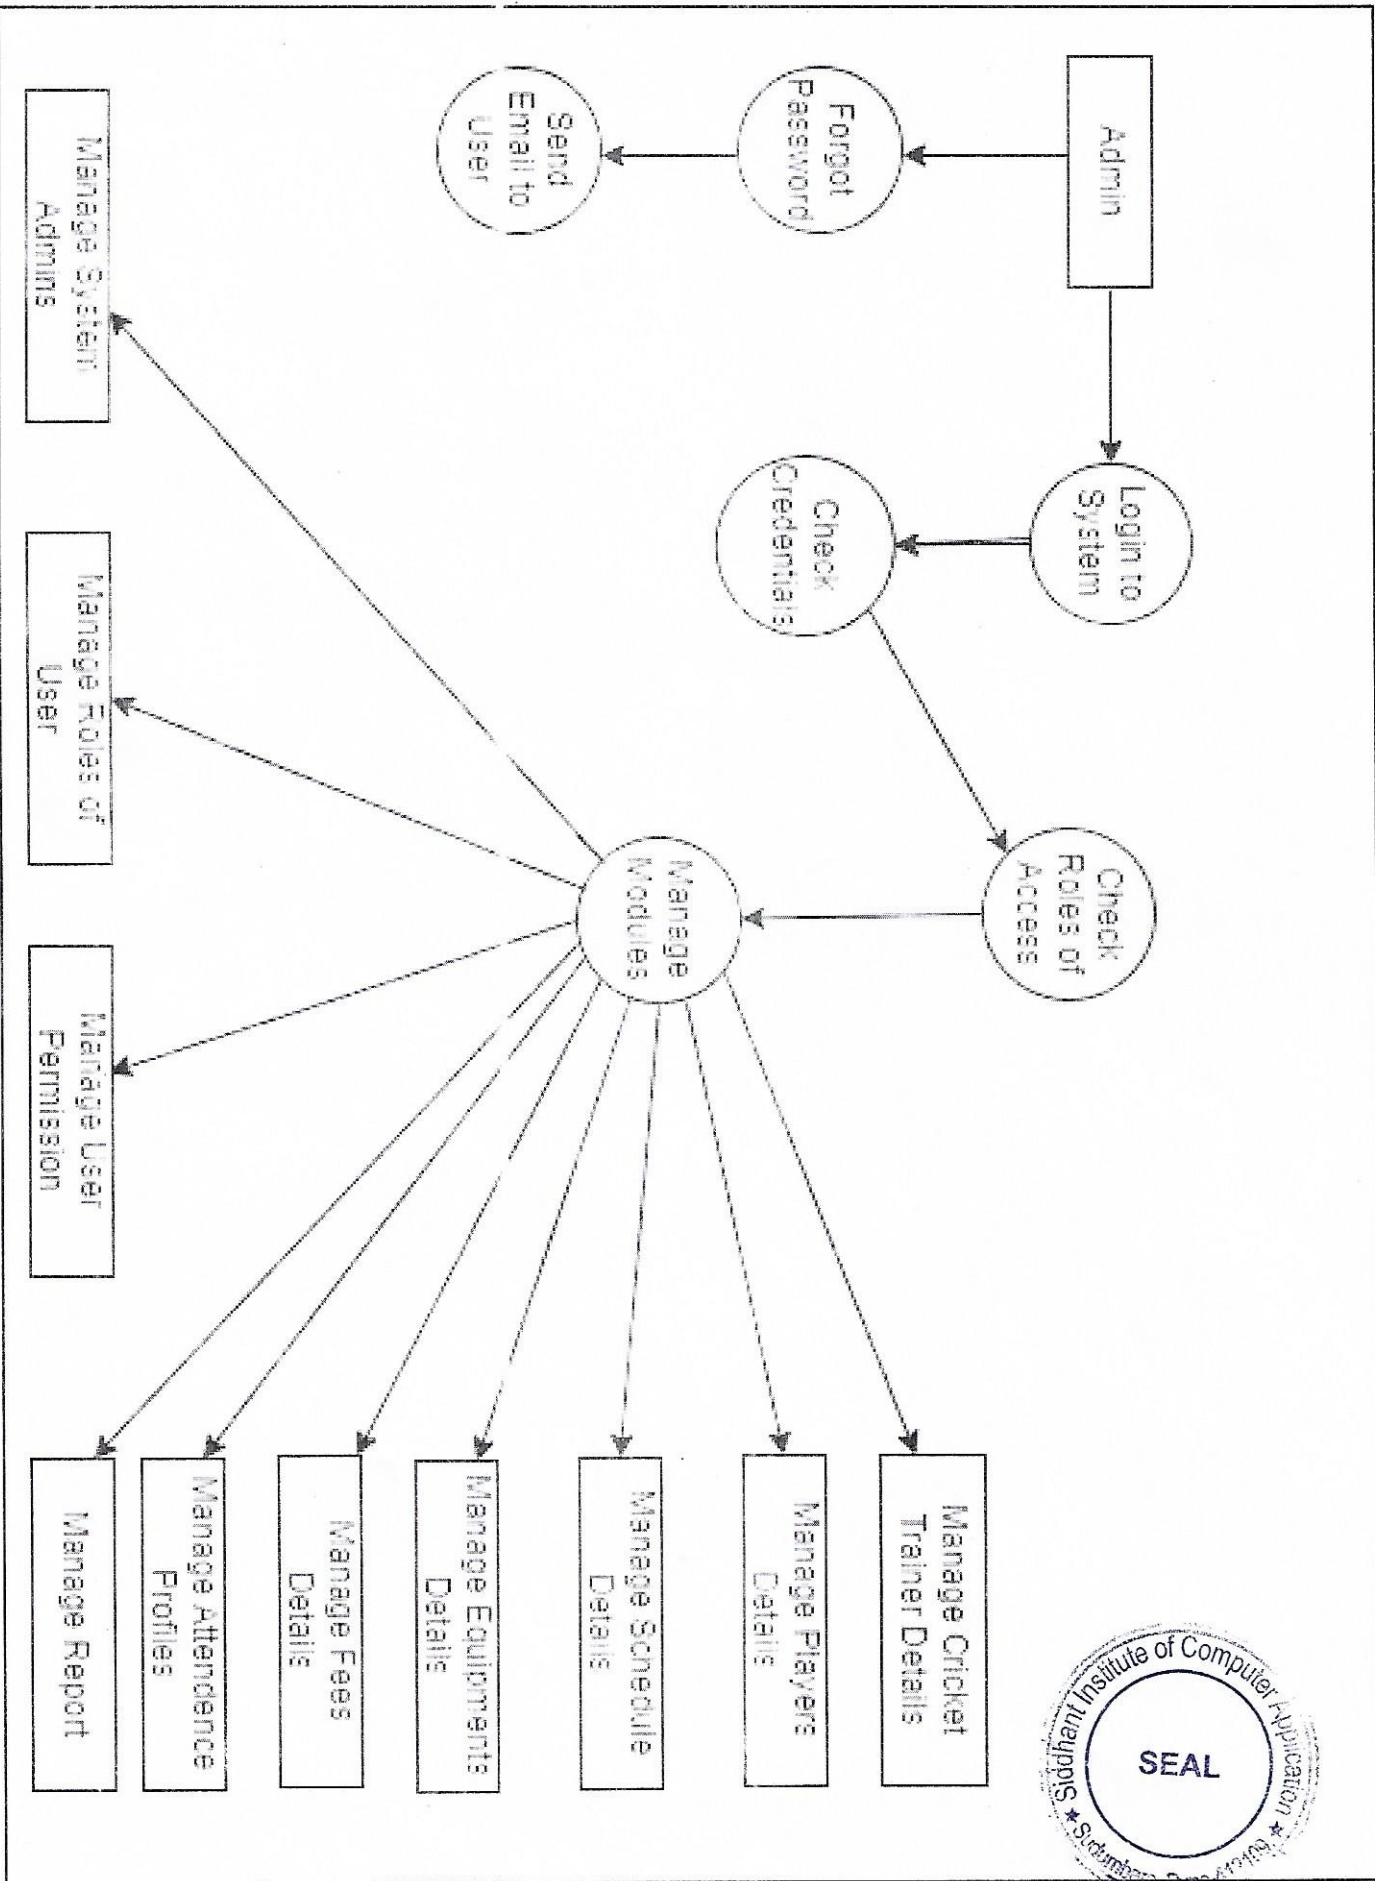 Admin
Login to
System
Check
Roles of
Access
Forgot
Password
Check
Credentials
Send
Email to
User
Manage
Modules
Manage Cricket
Trainer Details
Manage Players
Details
Manage Schedule
Details
Manage Equipments
Details
Manage Fees
Details
Manage Attendence
Profiles
Manage Report
Manage System
Admins
Manage Roles of
User
Manage User
Permission
Siddhant Institute of Computer Application
SEAL